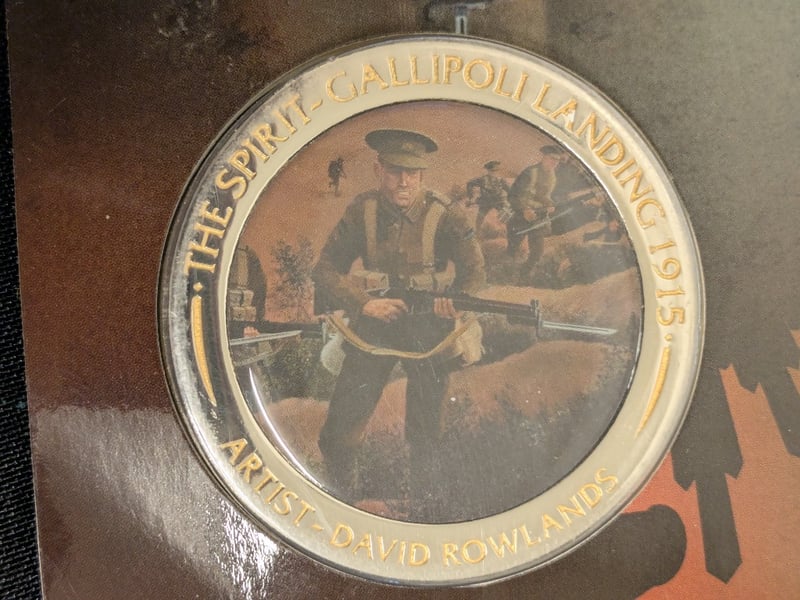 ·THE SPIRIT~GALLIPOLI LANDING 1915·
ARTIST~DAVID ROWLANDS